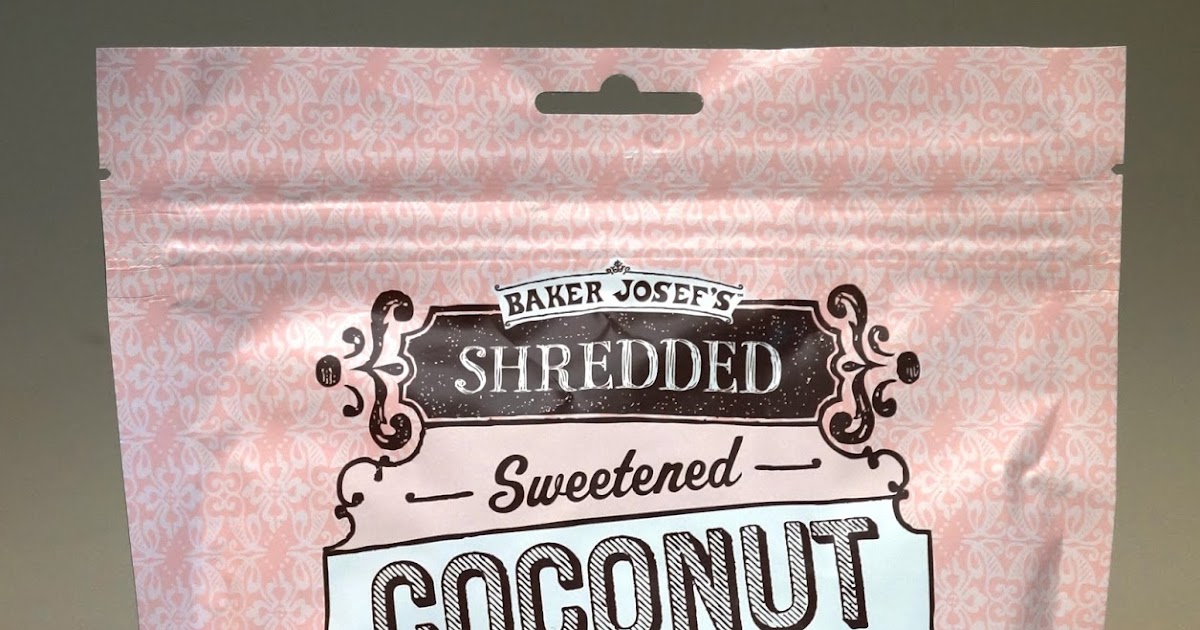 BAKER JOSEF'S
SHREDDED
Sweetened
COCONUT